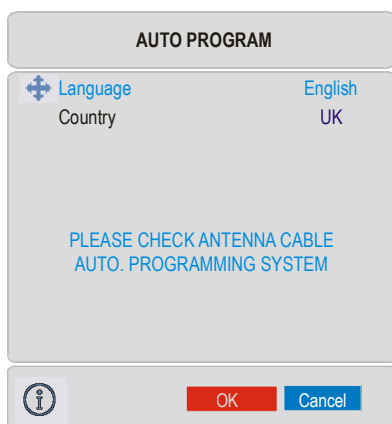 AUTO PROGRAM
Language English
Country UK
PLEASE CHECK ANTENNA CABLE
AUTO. PROGRAMMING SYSTEM
OK Cancel